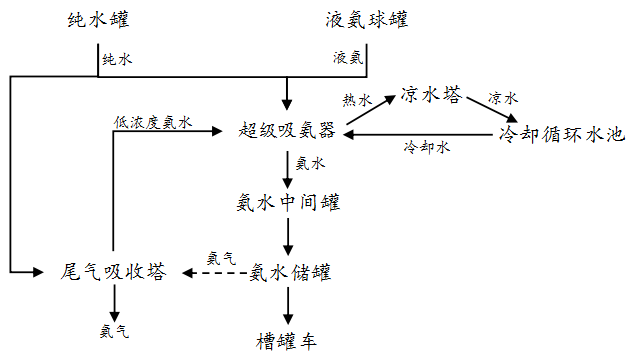 纯水罐
液氨球罐
纯水
液氨
热水
凉水塔
凉水
低浓度氨水
超级吸氨器
冷却循环水池
冷却水
氨水
氨水中间罐
氨气
尾气吸收塔
氨水储罐
氨气
槽罐车